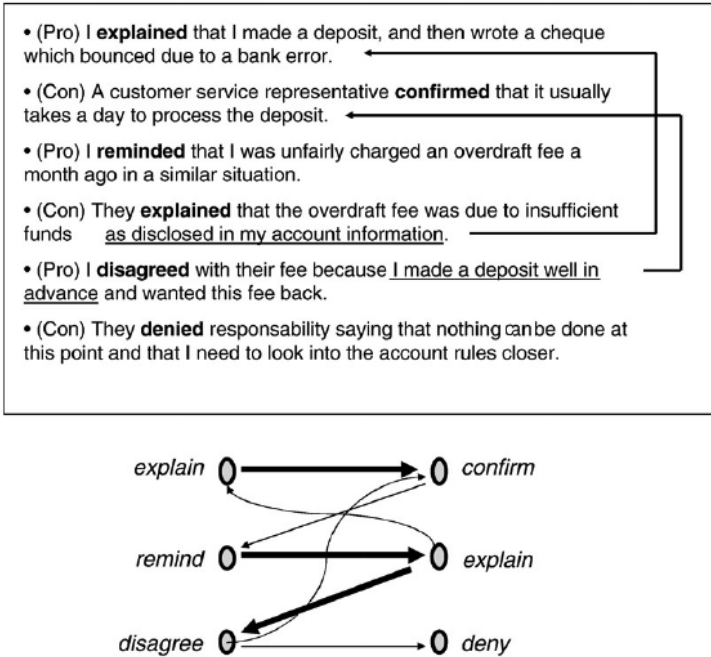 • (Pro) I explained that I made a deposit, and then wrote a cheque
which bounced due to a bank error.
• (Con) A customer service representative confirmed that it usually
takes a day to process the deposit.
• (Pro) I reminded that I was unfairly charged an overdraft fee a
month ago in a similar situation.
• (Con) They explained that the overdraft fee was due to insufficient
funds as disclosed in my account information.
• (Pro) I disagreed with their fee because I made a deposit well in
advance and wanted this fee back.
• (Con) They denied responsability saying that nothing can be done at
this point and that I need to look into the account rules closer.
explain confirm
remind explain
disagree deny